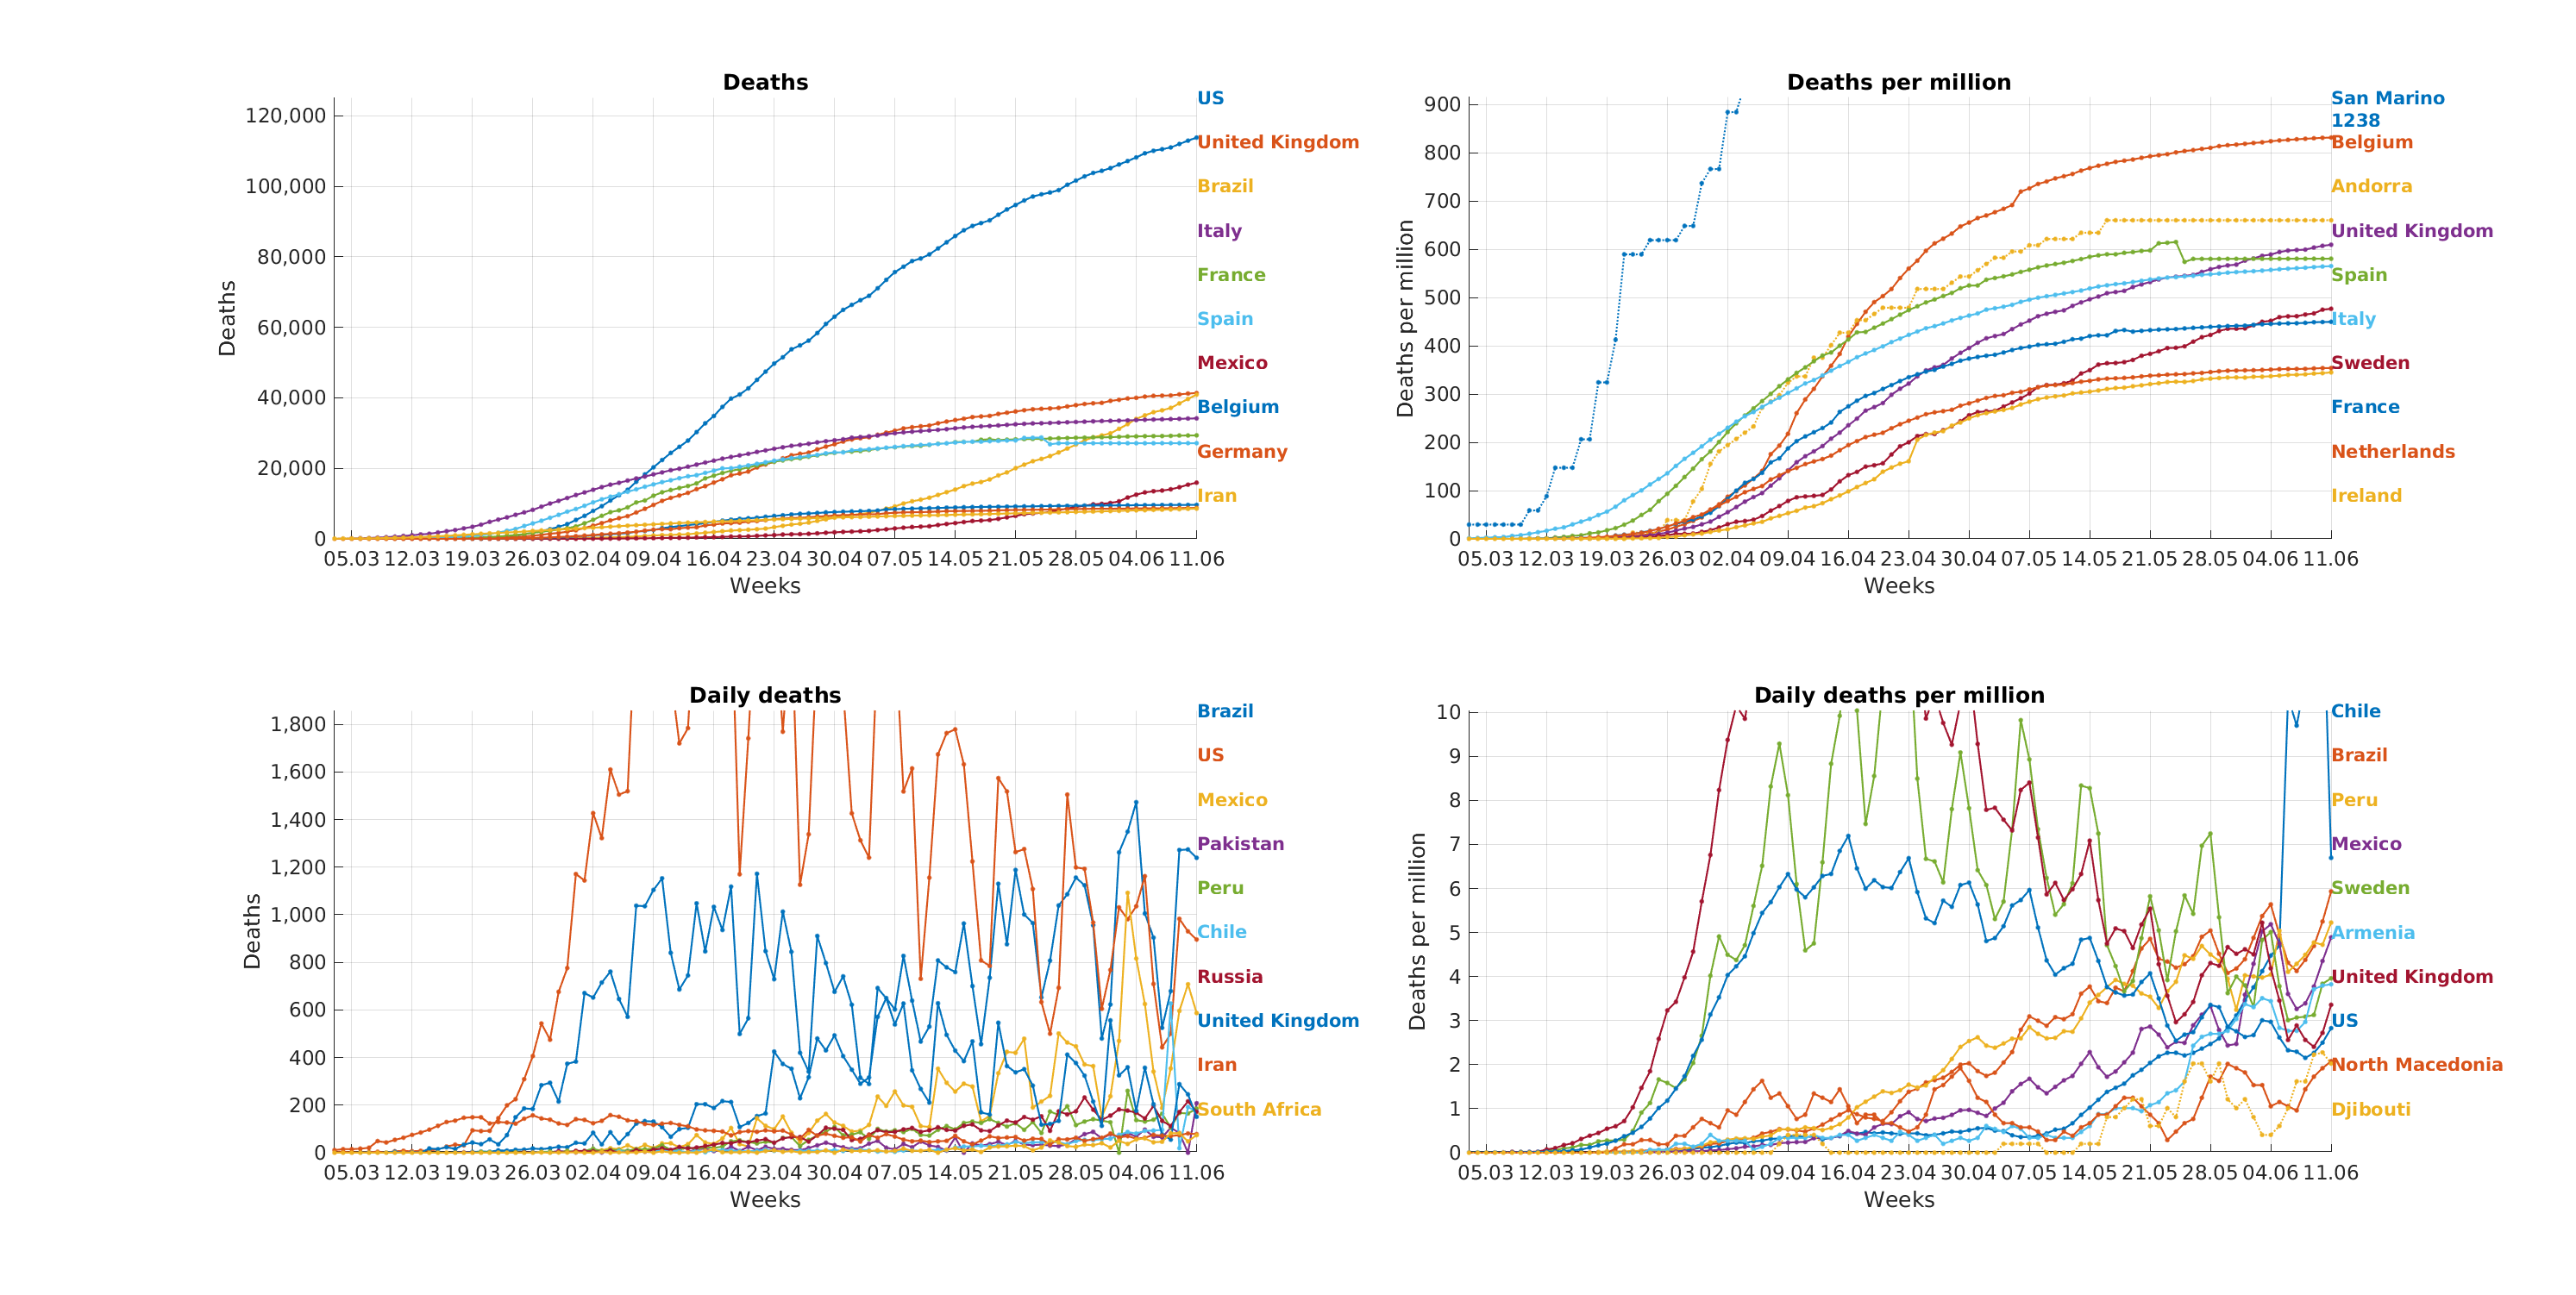 Deaths
120,000
100,000
80,000
60,000
40,000
20,000
0
Deaths
05.03 12.03 19.03 26.03 02.04 09.04 16.04 23.04 30.04 07.05 14.05 21.05 28.05 04.06 11.06
Weeks
US
United Kingdom
Brazil
Italy
France
Spain
Mexico
Belgium
Germany
Iran
Deaths per million
900
800
700
600
500
400
300
200
100
0
Deaths per million
05.03 12.03 19.03 26.03 02.04 09.04 16.04 23.04 30.04 07.05 14.05 21.05 28.05 04.06 11.06
Weeks
San Marino
1238
Belgium
Andorra
United Kingdom
Spain
Italy
Sweden
France
Netherlands
Ireland
Daily deaths
1,800
1,600
1,400
1,200
1,000
800
600
400
200
0
Deaths
05.03 12.03 19.03 26.03 02.04 09.04 16.04 23.04 30.04 07.05 14.05 21.05 28.05 04.06 11.06
Weeks
Brazil
US
Mexico
Pakistan
Peru
Chile
Russia
United Kingdom
Iran
South Africa
Daily deaths per million
10
9
8
7
6
5
4
3
2
1
0
Deaths per million
05.03 12.03 19.03 26.03 02.04 09.04 16.04 23.04 30.04 07.05 14.05 21.05 28.05 04.06 11.06
Weeks
Chile
Brazil
Peru
Mexico
Sweden
Armenia
United Kingdom
US
North Macedonia
Djibouti